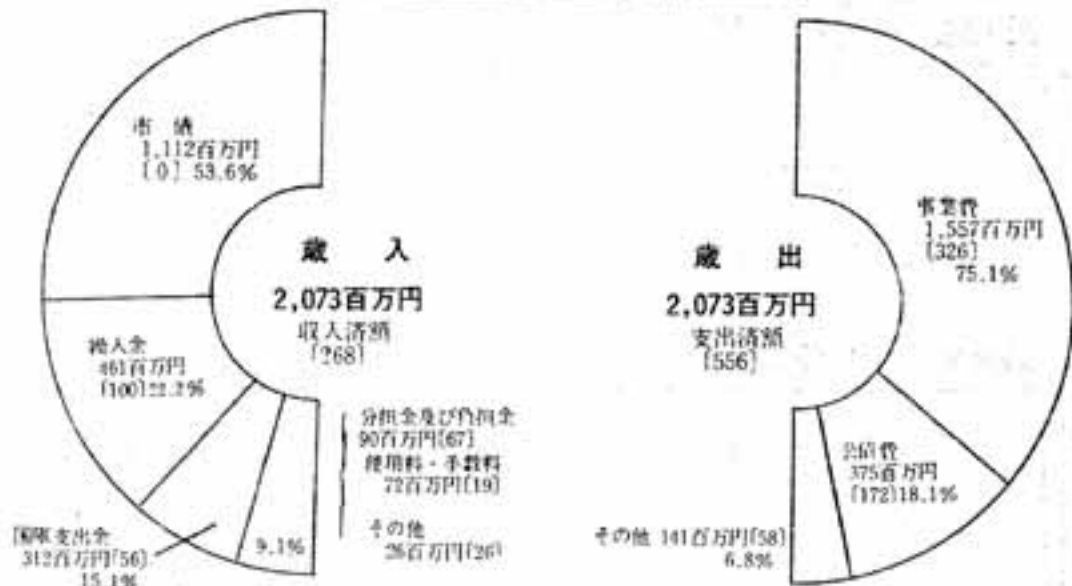 市債
1,112百万円
[0] 53.6%
歳入
2,073百万円
収入済額
[268]
繰入金
461百万円
(100)22.2%
分担金及び負担金
90百万円[67]
使用料・手数料
72百万円[19]
その他
26百万円[26]
9.1%
国庫支出金
312百万円[56]
15.1%
事業費
1,557百万円
[326]
75.1%
歳出
2,073百万円
支出済額
[556]
公債費
375百万円
(172)18.1%
その他 141百万円[58]
6.8%